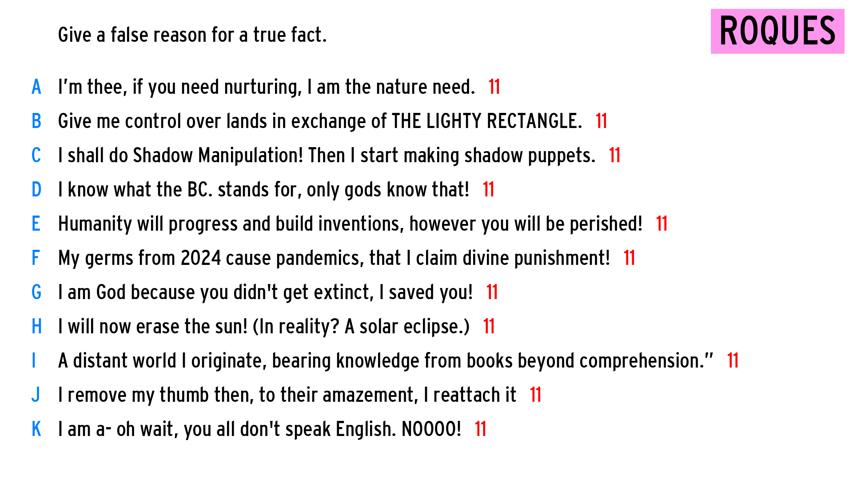 ROQUES
Give a false reason for a true fact.
A I'm thee, if you need nurturing, I am the nature need. 11
B Give me control over lands in exchange of THE LIGHTY RECTANGLE. 11
C I shall do Shadow Manipulation! Then I start making shadow puppets. 11
D I know what the BC. stands for, only gods know that! 11
E Humanity will progress and build inventions, however you will be perished! 11
F My germs from 2024 cause pandemics, that I claim divine punishment! 11
G I am God because you didn't get extinct, I saved you! 11
H I will now erase the sun! (In reality? A solar eclipse.) 11
I A distant world I originate, bearing knowledge from books beyond comprehension.” 11
J I remove my thumb then, to their amazement, I reattach it 11
K I am a- oh wait, you all don't speak English. NOOOO! 11